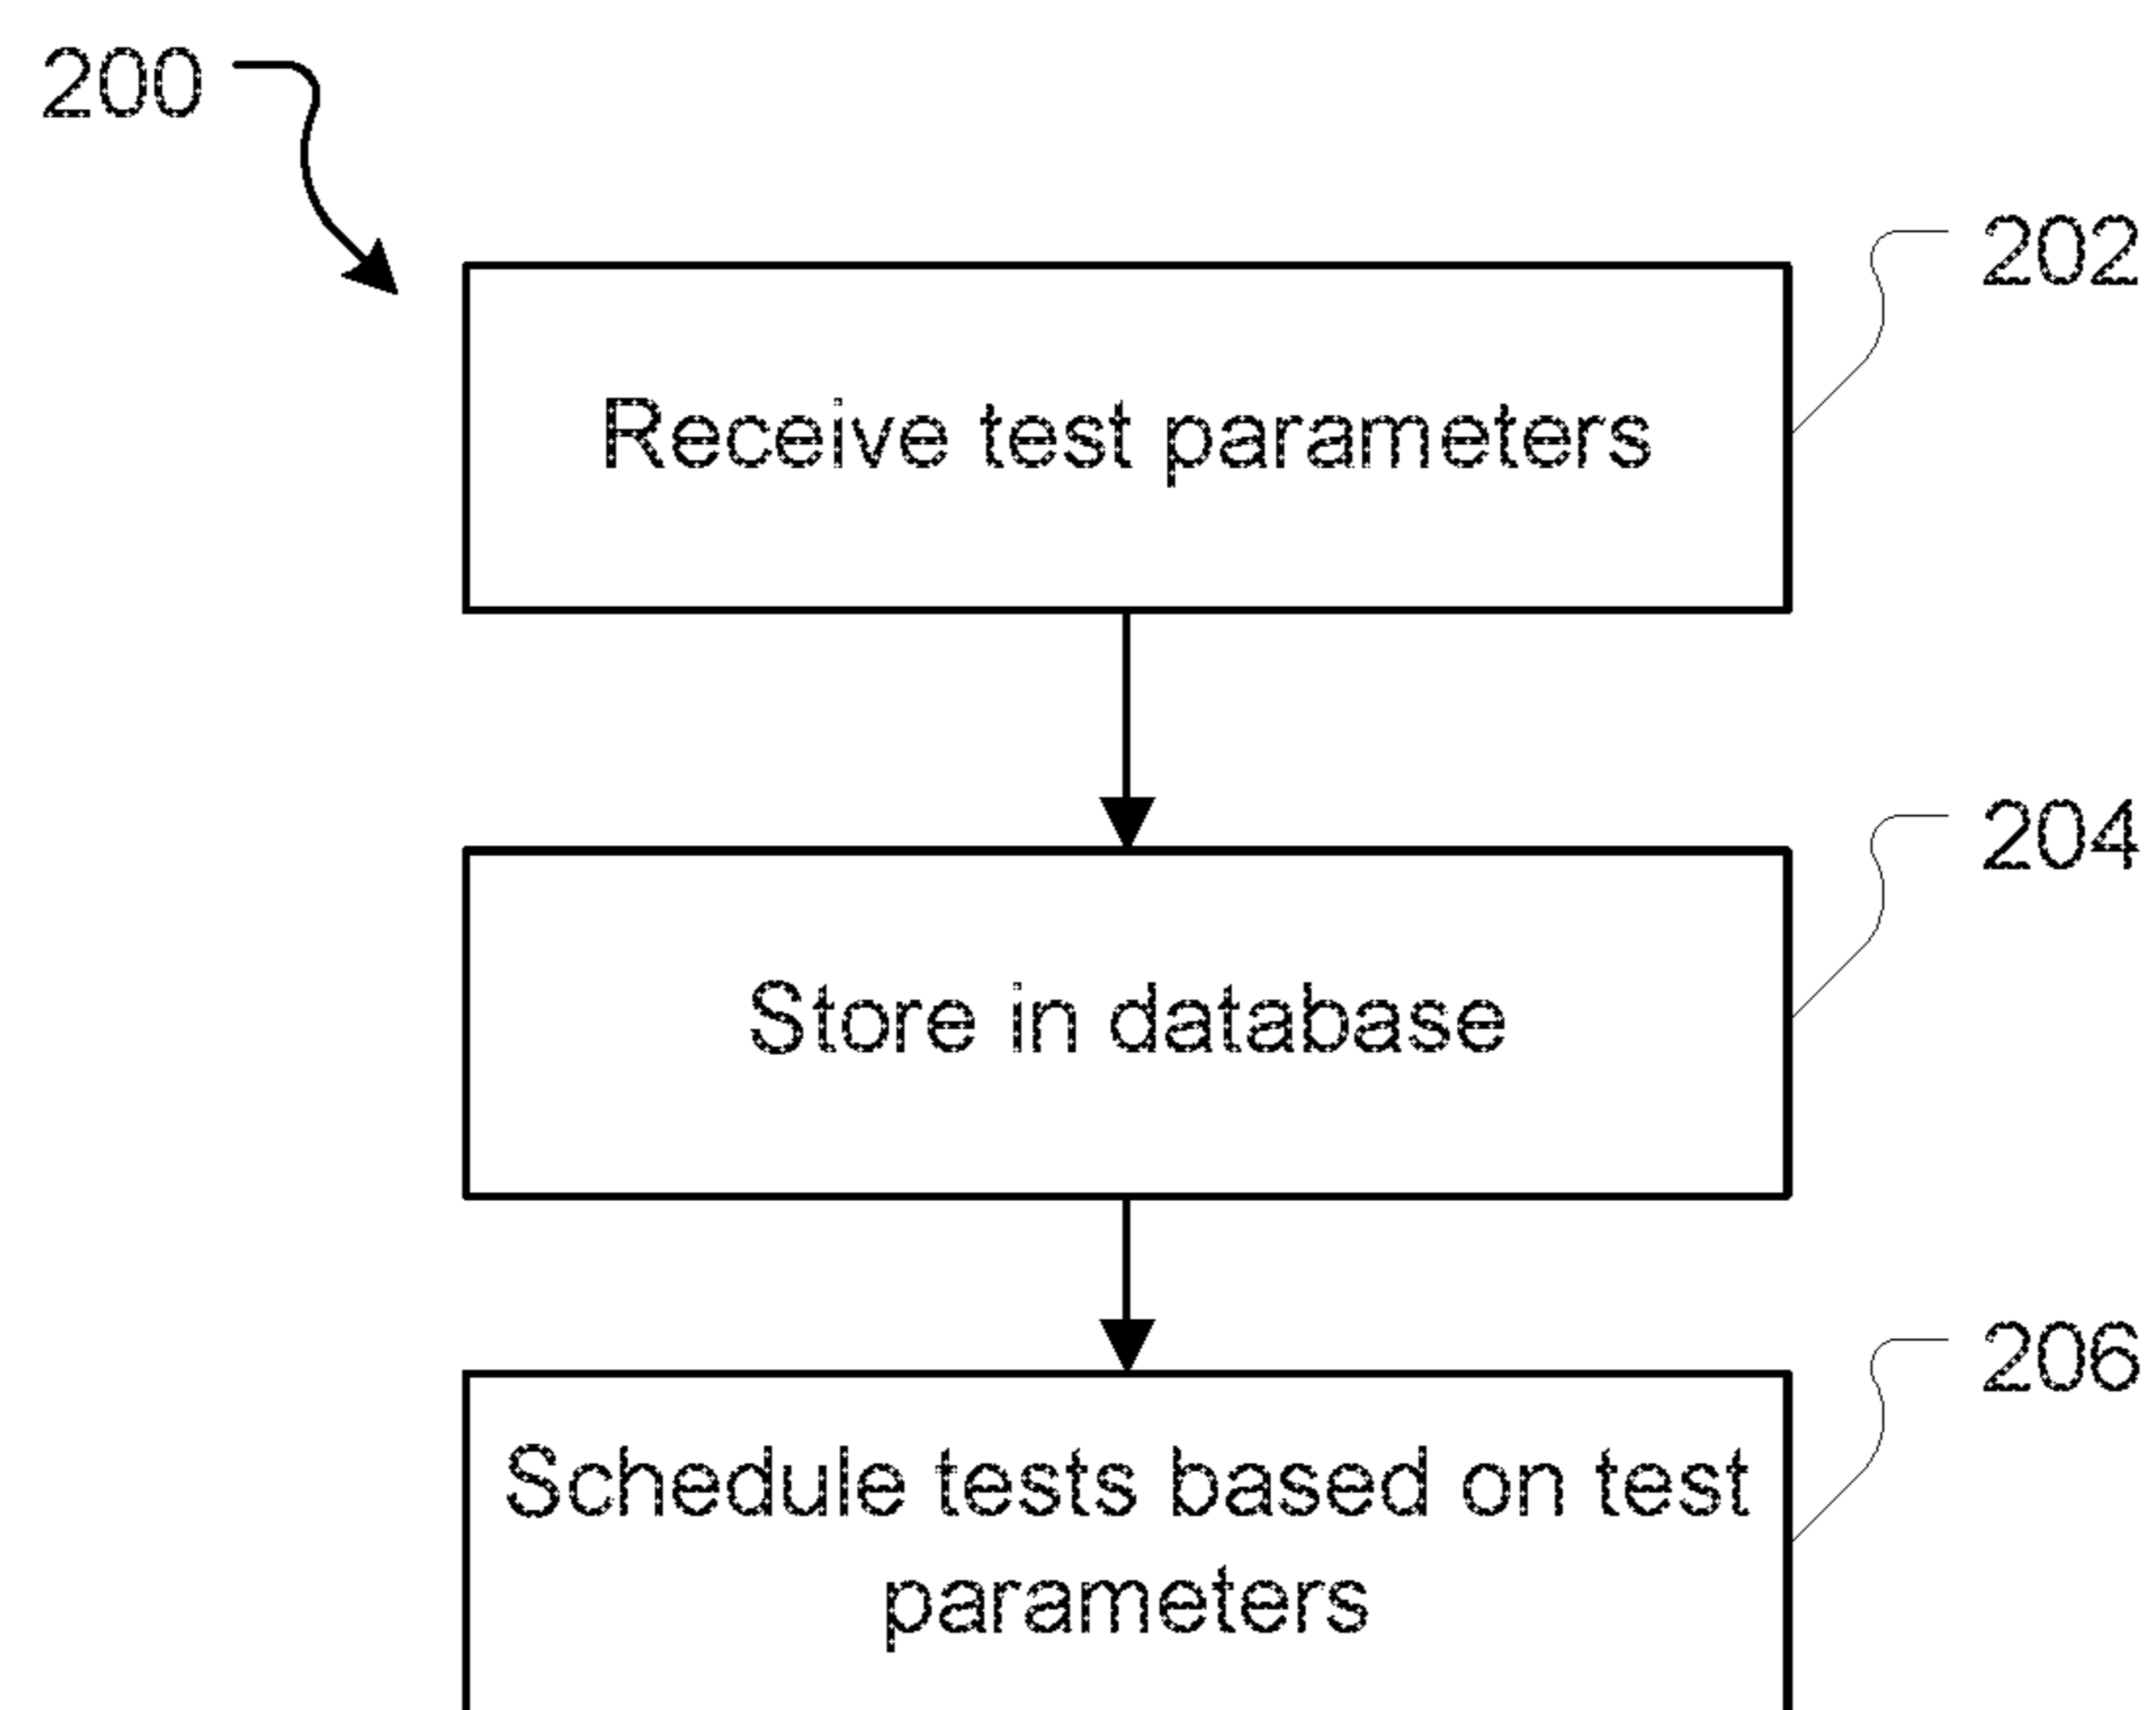 200
202
Receive test parameters
204
Store in database
206
Schedule tests based on test
parameters